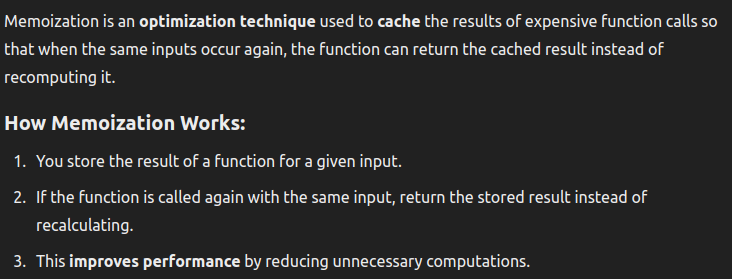 Memoization is an optimization technique used to cache the results of expensive function calls so
that when the same inputs occur again, the function can return the cached result instead of
recomputing it.
How Memoization Works:
1. You store the result of a function for a given input.
2. If the function is called again with the same input, return the stored result instead of
recalculating.
3. This improves performance by reducing unnecessary computations.